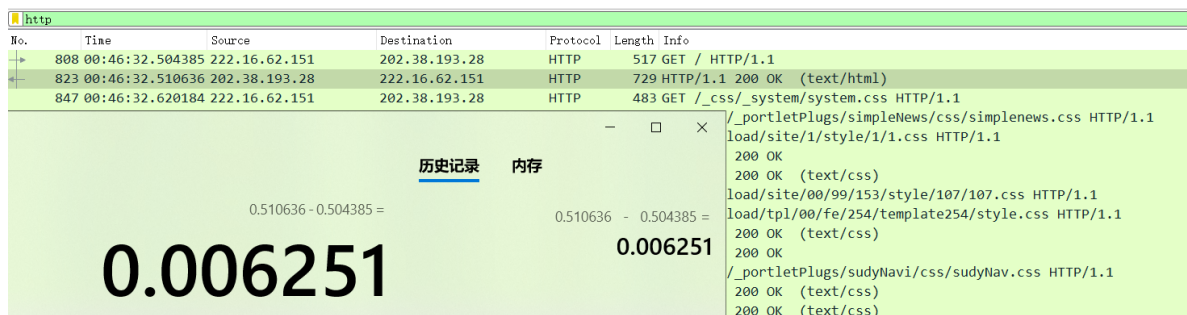 http
No. Time Source Destination Protocol Length Info
808 00:46:32.504385 222.16.62.151 202.38.193.28 HTTP 517 GET / HTTP/1.1
823 00:46:32.510636 202.38.193.28 222.16.62.151 HTTP 729 HTTP/1.1 200 OK (text/html)
847 00:46:32.620184 222.16.62.151 202.38.193.28 HTTP 483 GET /_css/_system/system.css HTTP/1.1
/_portletPlugs/simpleNews/css/simplenews.css HTTP/1.1
load/site/1/style/1/1.css HTTP/1.1
200 OK
200 OK (text/css)
load/site/00/99/153/style/107/107.css HTTP/1.1
load/tpl/00/fe/254/template254/style.css HTTP/1.1
200 OK (text/css)
200 OK
/_portletPlugs/sudyNavi/css/sudyNav.css HTTP/1.1
200 OK (text/css)
200 OK (text/css)
历史记录 内存
0.510636 - 0.504385 =
0.006251
0.510636 - 0.504385 =
0.006251